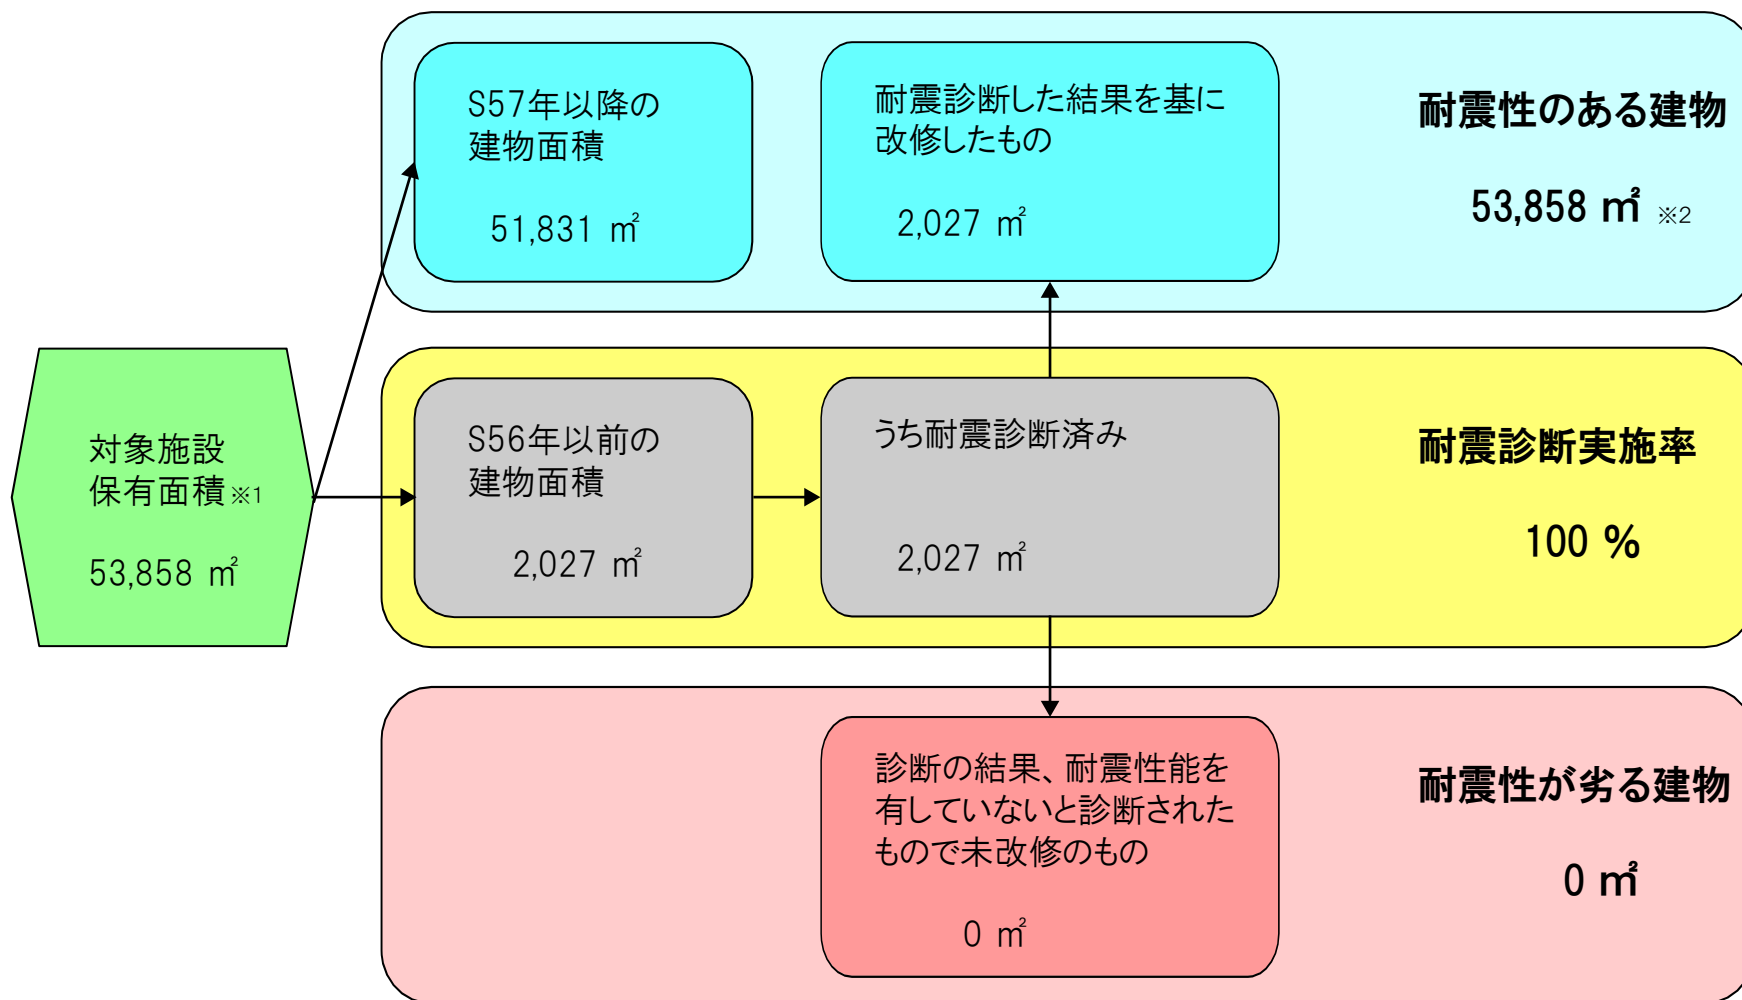 S57年以降の
建物面積
51,831 ㎡
耐震診断した結果を基に
改修したもの
2,027 ㎡
耐震性のある建物
53,858 ㎡ ※2
対象施設
保有面積※1
53,858 ㎡
S56年以前の
建物面積
2,027 ㎡
うち耐震診断済み
2,027 ㎡
耐震診断実施率
100 %
診断の結果、耐震性能を
有していないと診断された
もので未改修のもの
0 ㎡
耐震性が劣る建物
0 ㎡